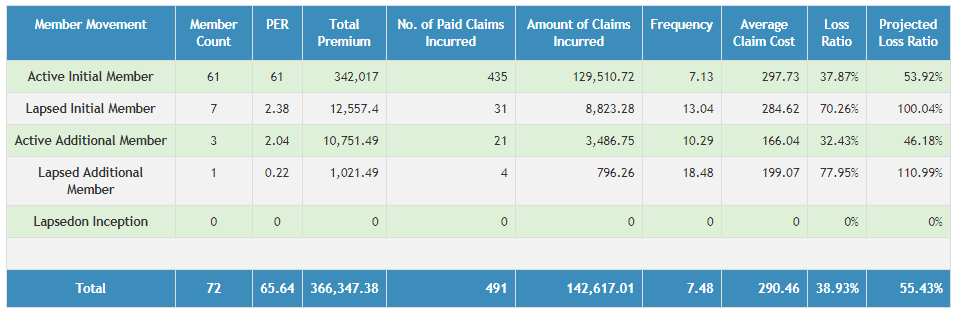 Member Movement Member Count PER Total Premium No. of Paid Claims Incurred Amount of Claims Incurred Frequency Average Claim Cost Loss Ratio Projected Loss Ratio
Active Initial Member 61 61 342,017 435 129,510.72 7.13 297.73 37.87% 53.92%
Lapsed Initial Member 7 2.38 12,557.4 31 8,823.28 13.04 284.62 70.26% 100.04%
Active Additional Member 3 2.04 10,751.49 21 3,486.75 10.29 166.04 32.43% 46.18%
Lapsed Additional Member 1 0.22 1,021.49 4 796.26 18.48 199.07 77.95% 110.99%
Lapsedon Inception 0 0 0 0 0 0 0 0% 0%
Total 72 65.64 366,347.38 491 142,617.01 7.48 290.46 38.93% 55.43%